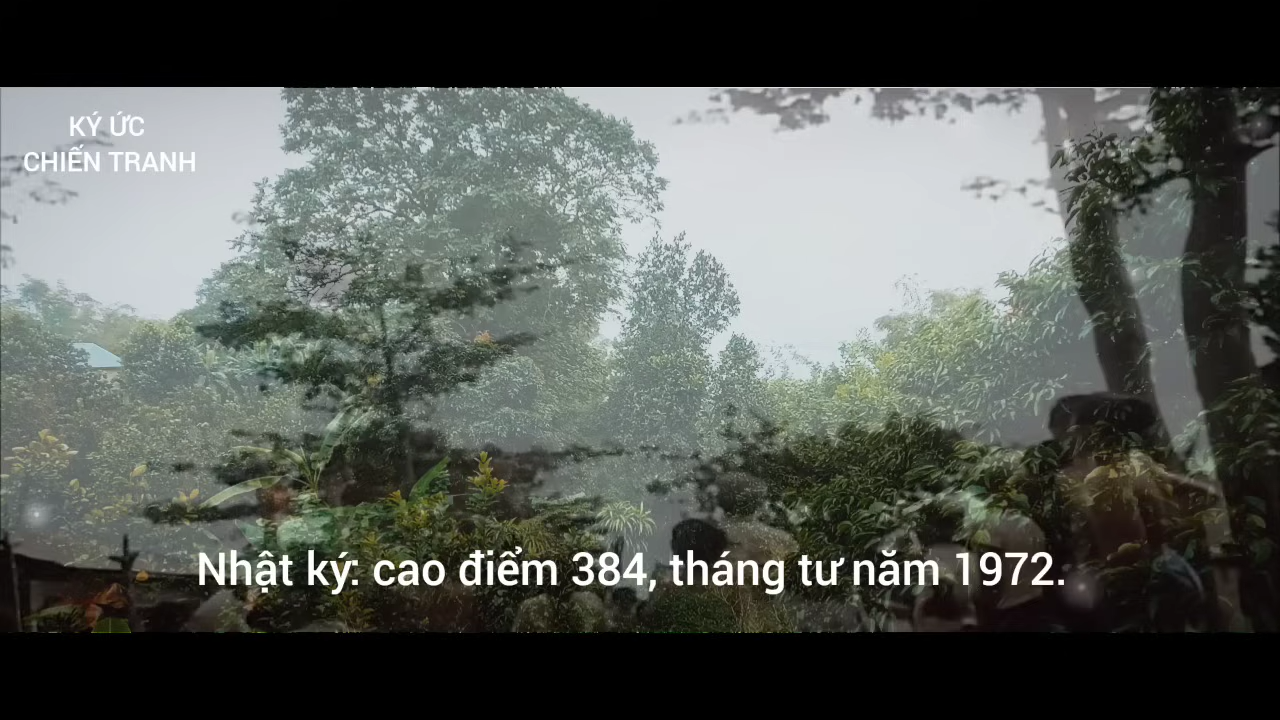 KÝ ỨC
CHIẾN TRANH
Nhật ký: cao điểm 384, tháng tư năm 1972.